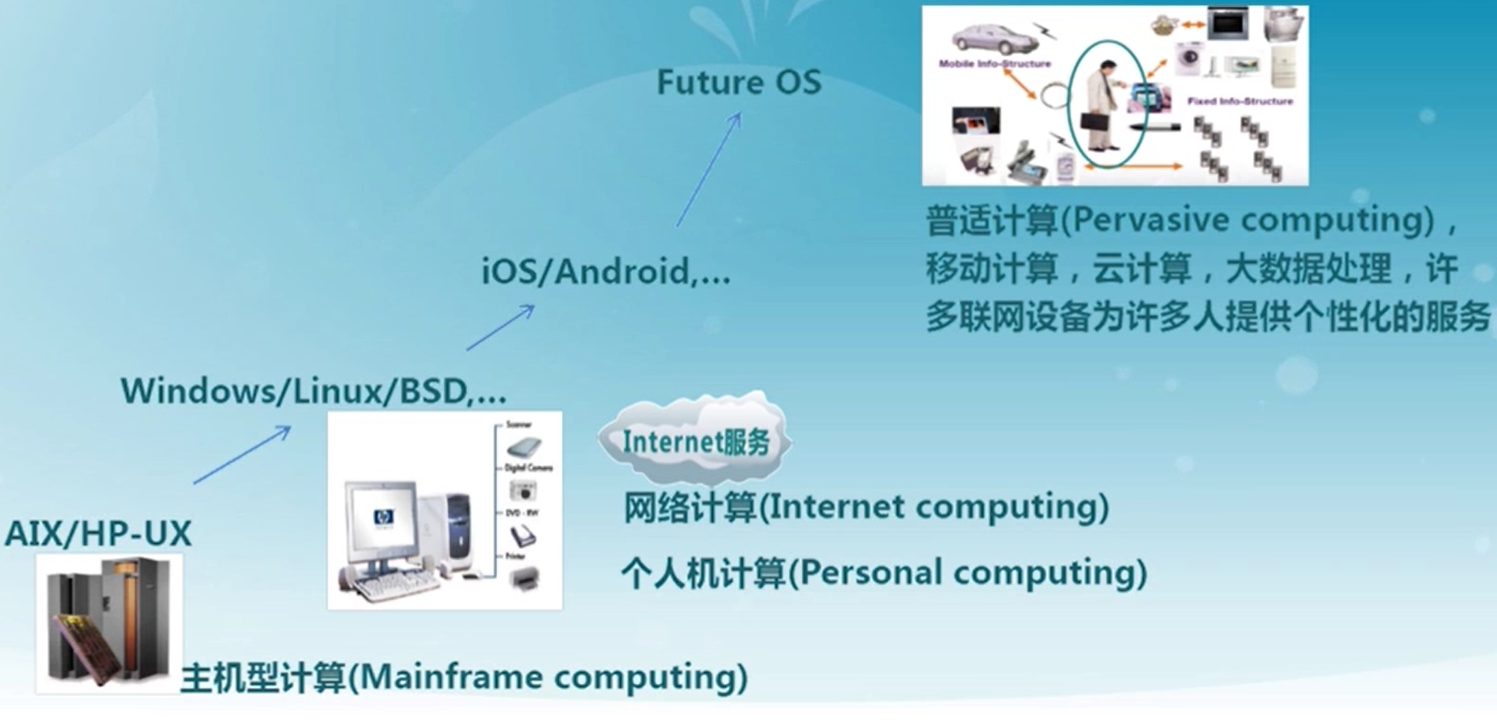 Future OS
Mobile Info-Structure
Fixed Info-Structure
普适计算(Pervasive computing)，
移动计算，云计算，大数据处理，许
多联网设备为许多人提供个性化的服务
iOS/Android,...
Windows/Linux/BSD,...
Scanner
Digital Camera
DVD - RW
Printer
hp
Internet服务
网络计算(Internet computing)
个人机计算(Personal computing)
AIX/HP-UX
主机型计算(Mainframe computing)